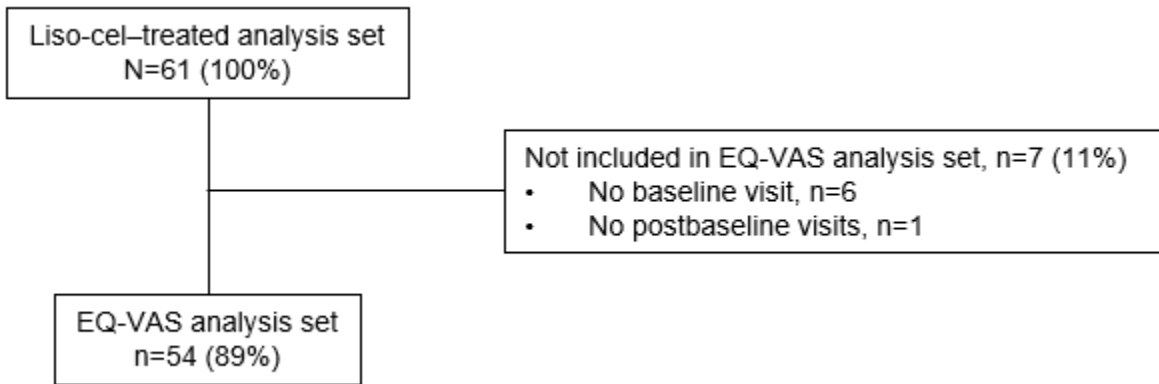 Liso-cel–treated analysis set
N=61 (100%)
Not included in EQ-VAS analysis set, n=7 (11%)
• No baseline visit, n=6
• No postbaseline visits, n=1
EQ-VAS analysis set
n=54 (89%)